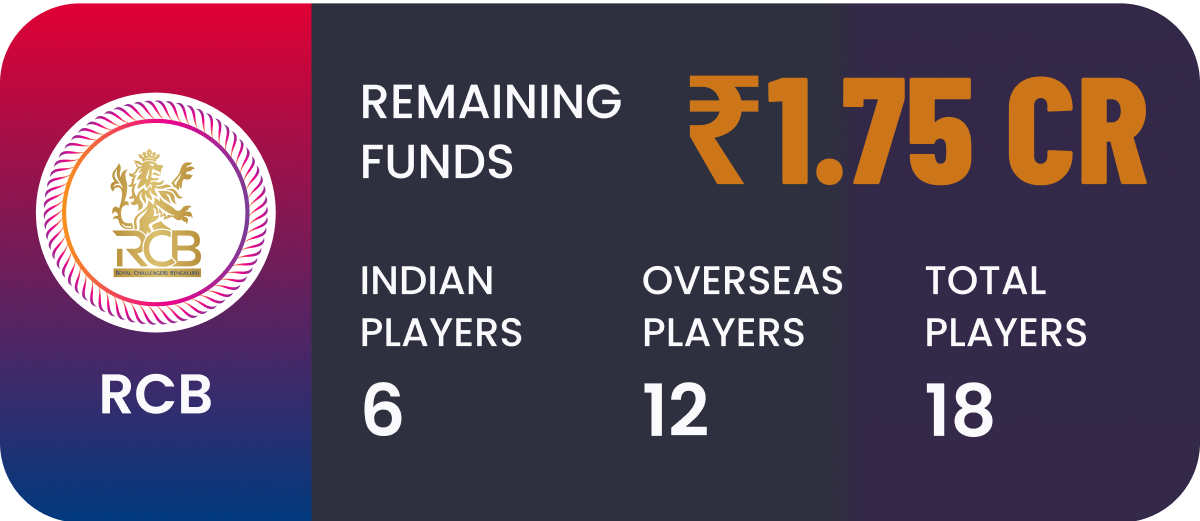 RCB
ROYAL CHALLENGERS BENGALURU
RCB
REMAINING
FUNDS
₹1.75 CR
INDIAN
PLAYERS
6
OVERSEAS
PLAYERS
12
TOTAL
PLAYERS
18